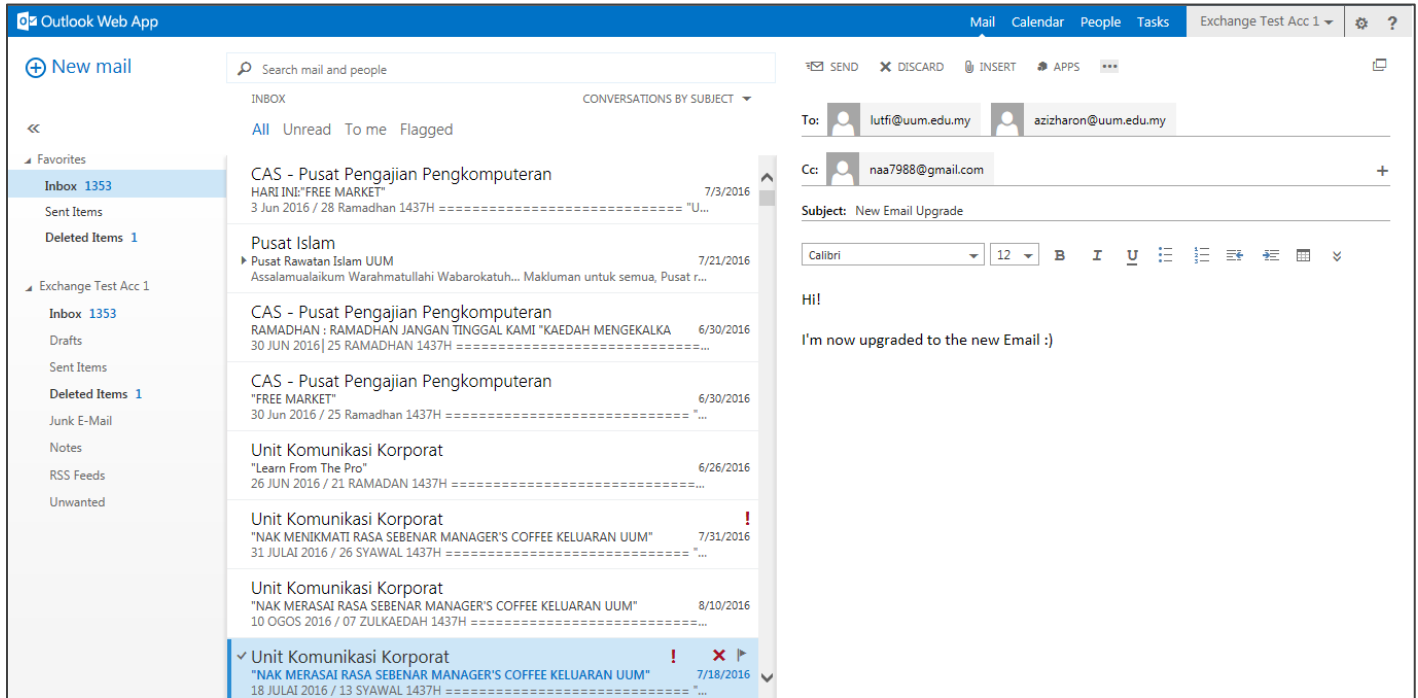 Outlook Web App
Mail Calendar People Tasks Exchange Test Acc 1 ?
New mail
Search mail and people
INBOX CONVERSATIONS BY SUBJECT
All Unread To me Flagged
Favorites
Inbox 1353
Sent Items
Deleted Items 1
Exchange Test Acc 1
Inbox 1353
Drafts
Sent Items
Deleted Items 1
Junk E-Mail
Notes
RSS Feeds
Unwanted
CAS - Pusat Pengajian Pengkomputeran
HARI INI:"FREE MARKET" 7/3/2016
3 Jun 2016 / 28 Ramadhan 1437H ============================= "U...
Pusat Islam
Pusat Rawatan Islam UUM 7/21/2016
Assalamualaikum Warahmatullahi Wabarokatuh... Makluman untuk semua, Pusat r...
CAS - Pusat Pengajian Pengkomputeran
RAMADHAN : RAMADHAN JANGAN TINGGAL KAMI "KAEDAH MENGEKALKA 6/30/2016
30 JUN 2016| 25 RAMADHAN 1437H =============================...
CAS - Pusat Pengajian Pengkomputeran
"FREE MARKET" 6/30/2016
30 Jun 2016 / 25 Ramadhan 1437H ============================= "...
Unit Komunikasi Korporat
"Learn From The Pro" 6/26/2016
26 JUN 2016 / 21 RAMADAN 1437H =============================...
Unit Komunikasi Korporat !
"NAK MENIKMATI RASA SEBENAR MANAGER'S COFFEE KELUARAN UUM" 7/31/2016
31 JULAI 2016 / 26 SYAWAL 1437H ============================= "...
Unit Komunikasi Korporat
"NAK MERASAI RASA SEBENAR MANAGER'S COFFEE KELUARAN UUM" 8/10/2016
10 OGOS 2016 / 07 ZULKAEDAH 1437H ===========================...
Unit Komunikasi Korporat !
"NAK MERASAI RASA SEBENAR MANAGER'S COFFEE KELUARAN UUM" 7/18/2016
18 JULAI 2016 / 13 SYAWAL 1437H ============================= "...
SEND DISCARD INSERT APPS ...
To: lutfi@uum.edu.my azizharon@uum.edu.my
Cc: naa7988@gmail.com +
Subject: New Email Upgrade
Calibri 12 B I U
Hi!
I'm now upgraded to the new Email :)